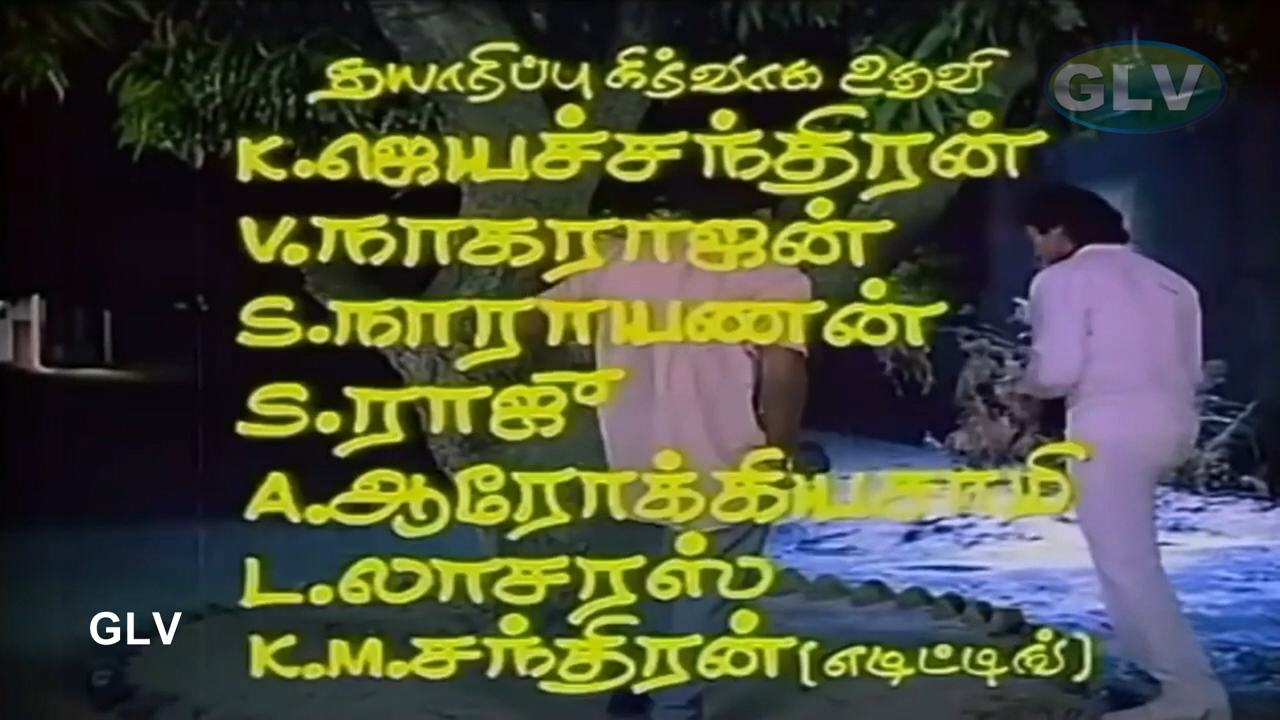 தயாரிப்பு நிர்வாக உதவி
GLV
K.ஜெயச்சந்திரன்
V.நாகராஜன்
S.நாராயணன்
S.ராஜு
A.ஆரோக்கியசாமி
L.லாசரஸ்
GLV
K.M.சந்திரன் (எடிட்டிங்)